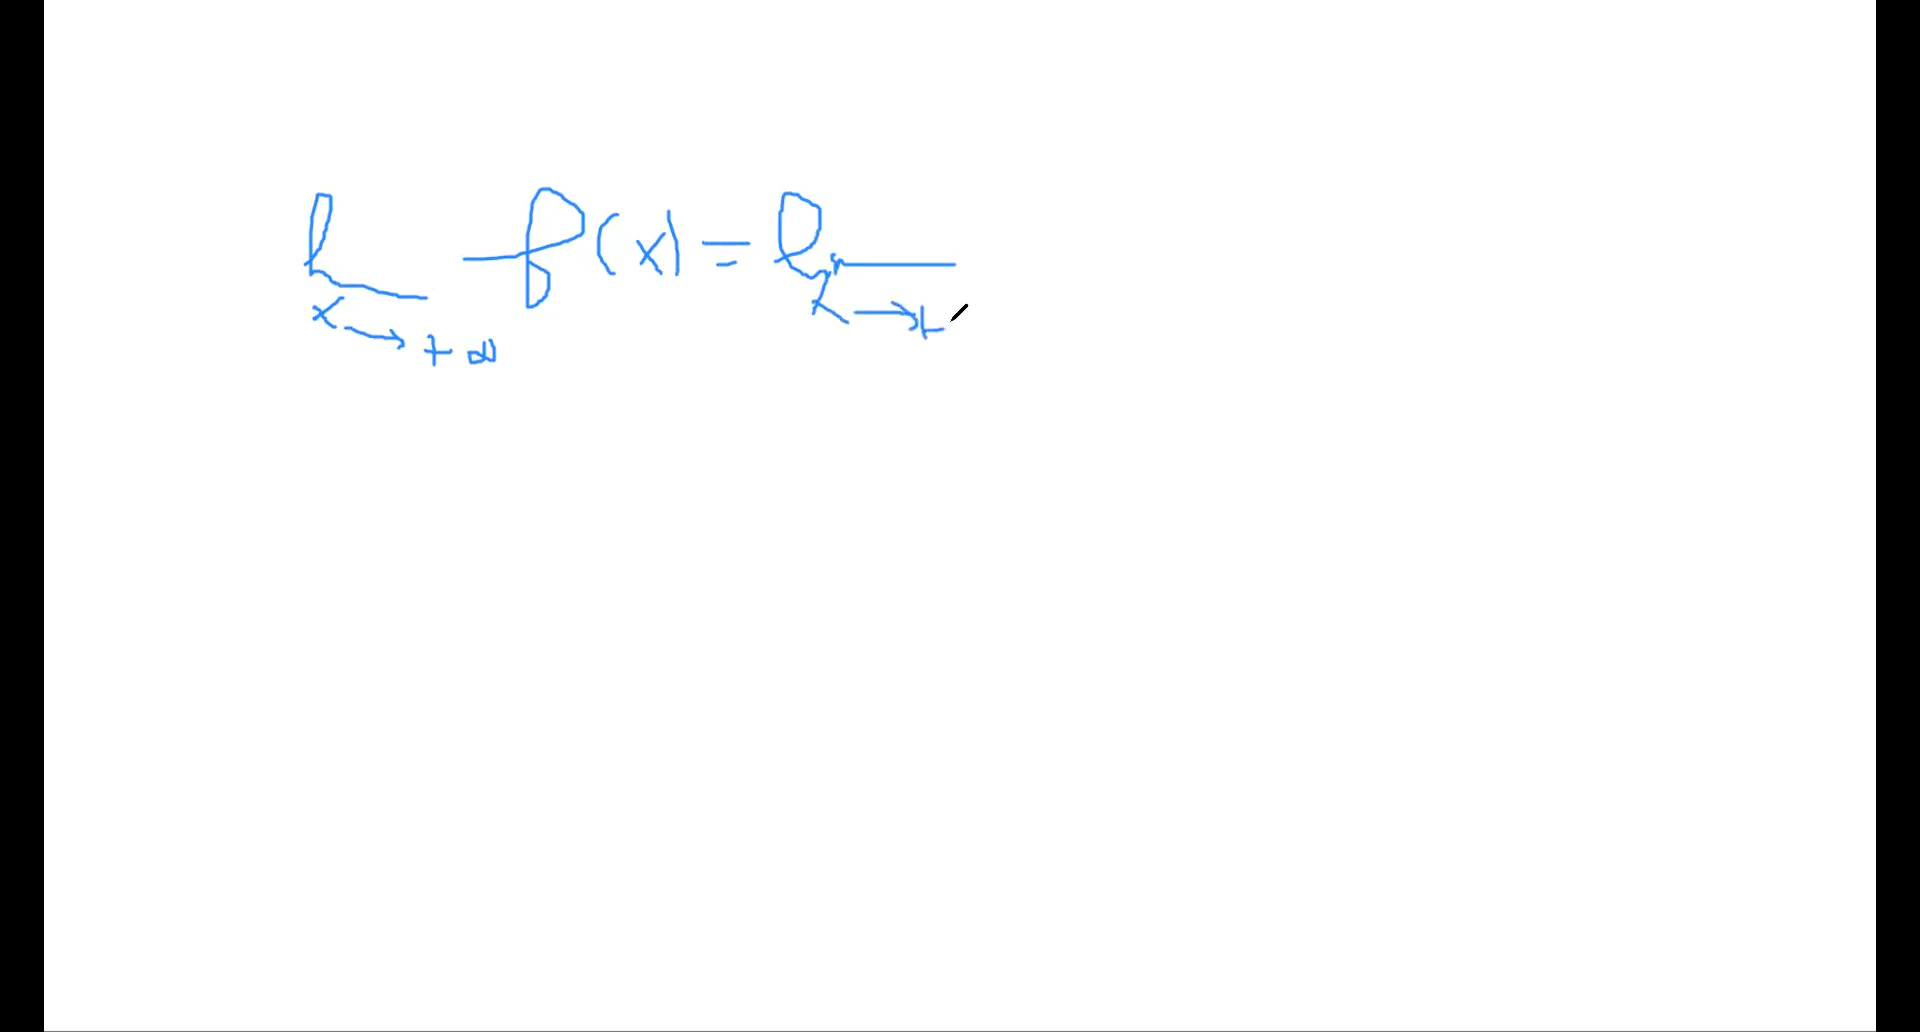 lim f(x) = lim
x → +∞ x → +